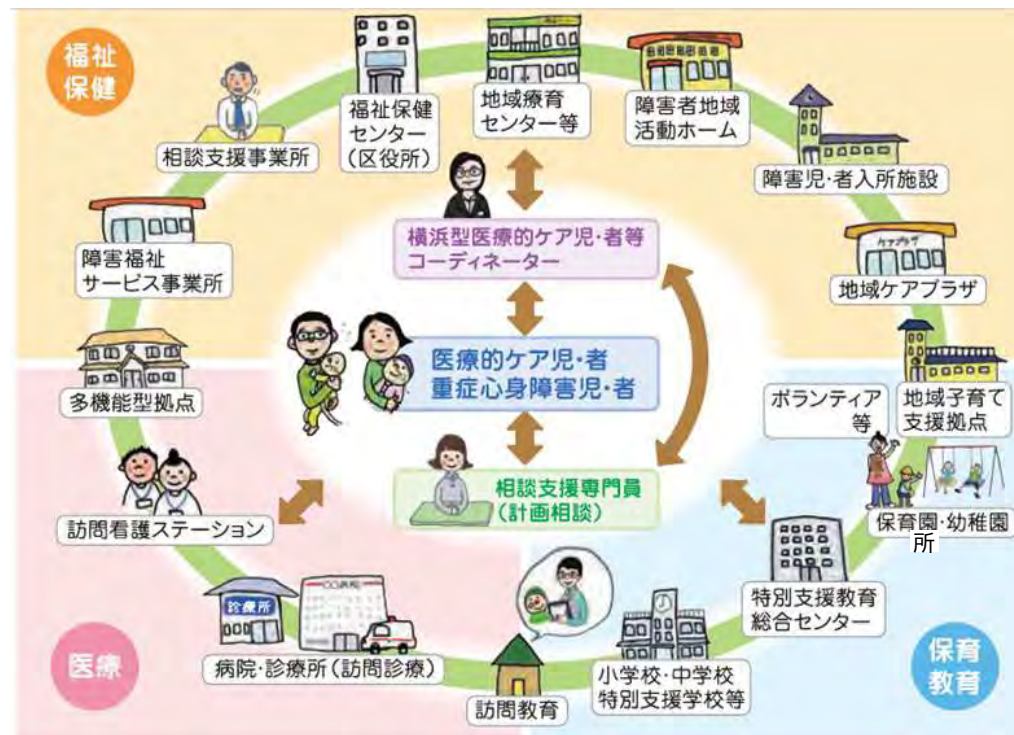 福祉
保健
相談支援事業所
福祉保健
センター
(区役所)
地域療育
センター等
障害者地域
活動ホーム
障害児・者入所施設
障害福祉
サービス事業所
横浜型医療的ケア児・者等
コーディネーター
ケアプラザ
地域ケアプラザ
多機能型拠点
医療的ケア児・者
重症心身障害児・者
ボランティア
等
地域子育て
支援拠点
訪問看護ステーション
相談支援専門員
(計画相談)
保育園・幼稚園
所
特別支援教育
総合センター
診療所
〇〇病院
病院・診療所(訪問診療)
訪問教育
小学校・中学校
特別支援学校等
医療
保育
教育